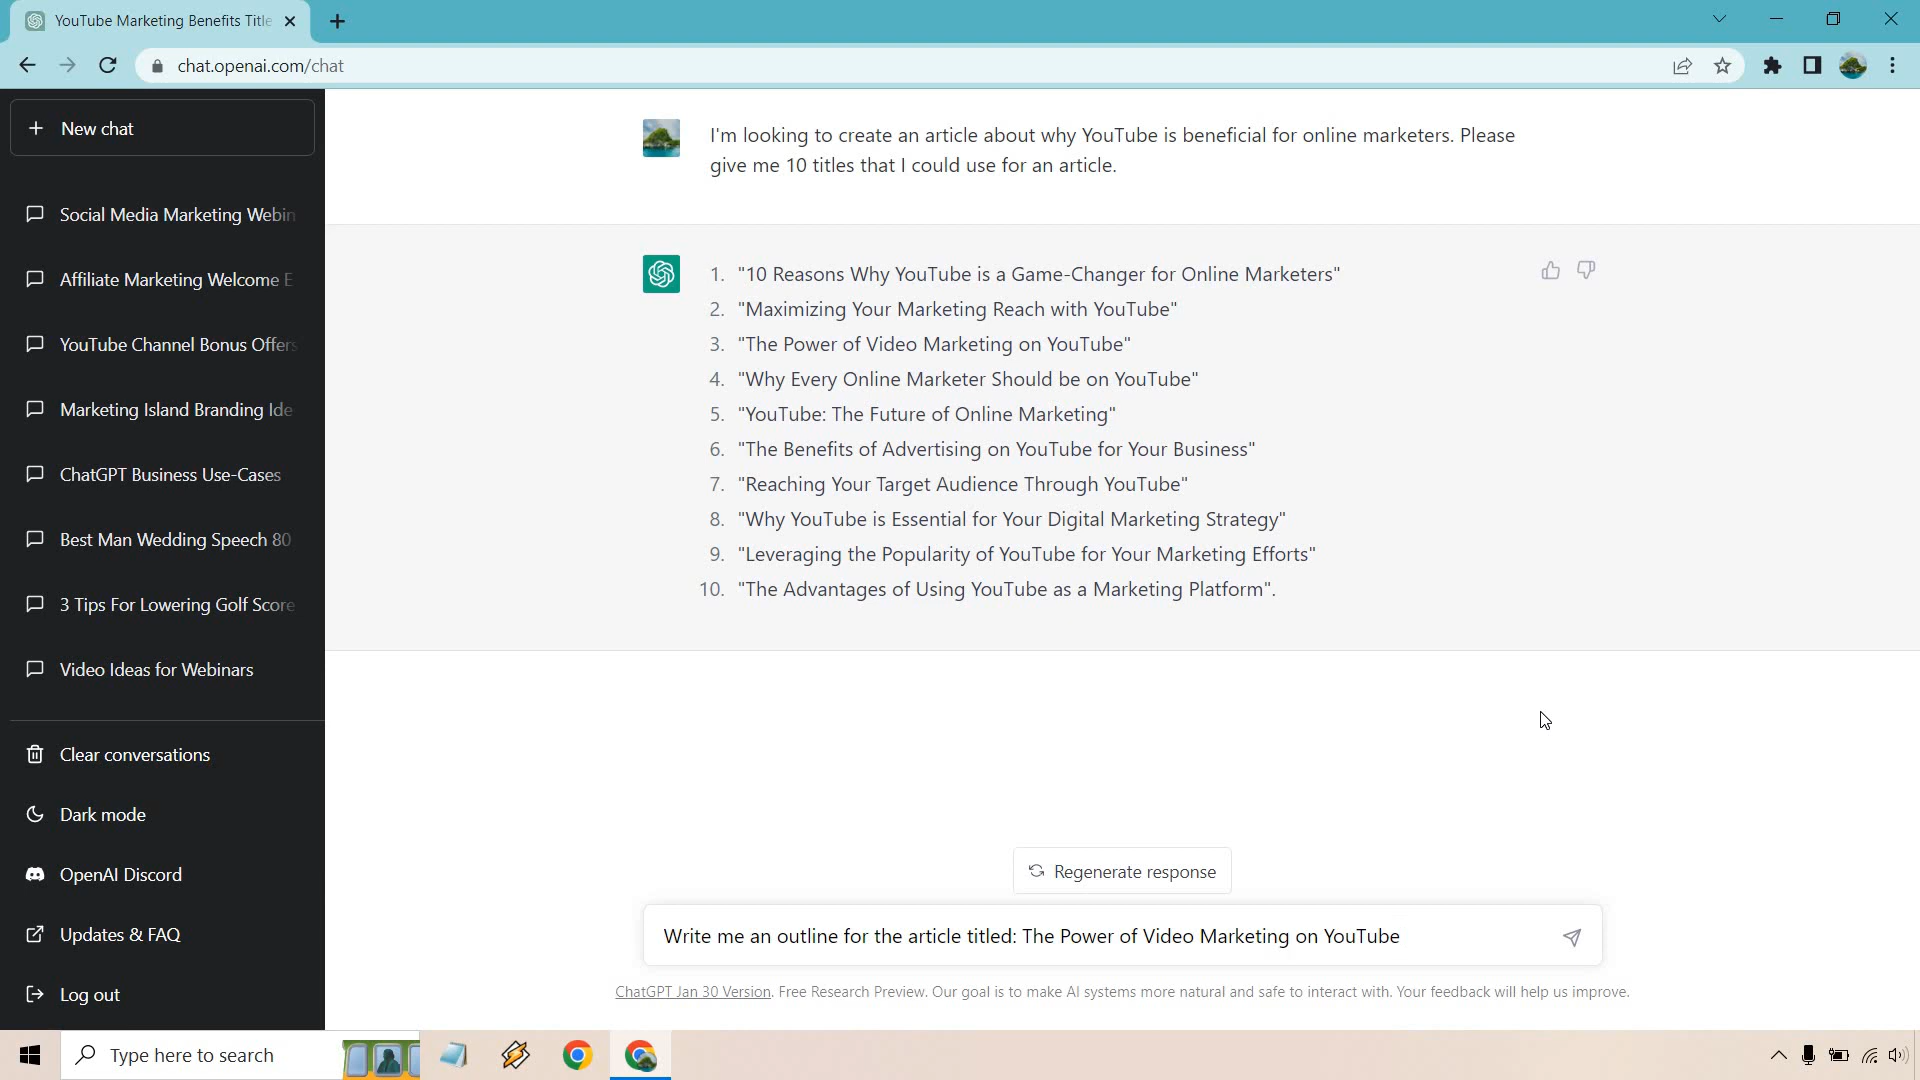 YouTube Marketing Benefits Title
chat.openai.com/chat
New chat
Social Media Marketing Webin
Affiliate Marketing Welcome E
YouTube Channel Bonus Offers
Marketing Island Branding Ide
ChatGPT Business Use-Cases
Best Man Wedding Speech 80
3 Tips For Lowering Golf Score
Video Ideas for Webinars
Clear conversations
Dark mode
OpenAI Discord
Updates & FAQ
Log out
I'm looking to create an article about why YouTube is beneficial for online marketers. Please
give me 10 titles that I could use for an article.
1. "10 Reasons Why YouTube is a Game-Changer for Online Marketers"
2. "Maximizing Your Marketing Reach with YouTube"
3. "The Power of Video Marketing on YouTube"
4. "Why Every Online Marketer Should be on YouTube"
5. "YouTube: The Future of Online Marketing"
6. "The Benefits of Advertising on YouTube for Your Business"
7. "Reaching Your Target Audience Through YouTube"
8. "Why YouTube is Essential for Your Digital Marketing Strategy"
9. "Leveraging the Popularity of YouTube for Your Marketing Efforts"
10. "The Advantages of Using YouTube as a Marketing Platform".
Regenerate response
Write me an outline for the article titled: The Power of Video Marketing on YouTube
ChatGPT Jan 30 Version. Free Research Preview. Our goal is to make AI systems more natural and safe to interact with. Your feedback will help us improve.
Type here to search